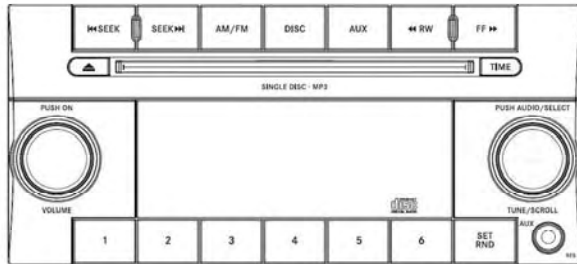 SEEK
SEEK
AM/FM
DISC
AUX
RW
FF
TIME
SINGLE DISC · MP3
PUSH ON
PUSH AUDIO/SELECT
VOLUME
TUNE/SCROLL
1
2
3
4
5
6
SET
RND
AUX